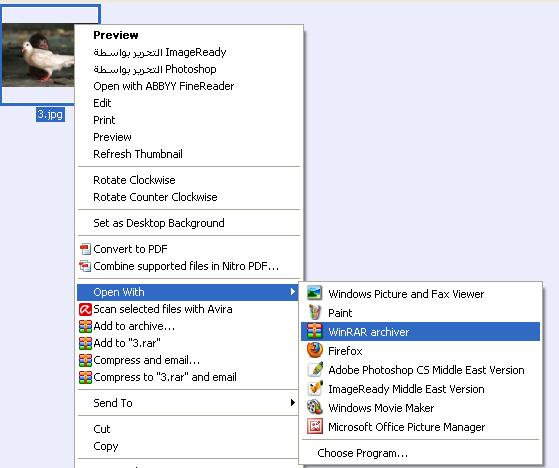 3.jpg
Preview
التحرير بواسطة ImageReady
التحرير بواسطة Photoshop
Open with ABBYY FineReader
Edit
Print
Preview
Refresh Thumbnail
Rotate Clockwise
Rotate Counter Clockwise
Set as Desktop Background
Convert to PDF
Combine supported files in Nitro PDF...
Open With
Scan selected files with Avira
Add to archive...
Add to "3.rar"
Compress and email...
Compress to "3.rar" and email
Send To
Cut
Copy
Windows Picture and Fax Viewer
Paint
WinRAR archiver
Firefox
Adobe Photoshop CS Middle East Version
ImageReady Middle East Version
Windows Movie Maker
Microsoft Office Picture Manager
Choose Program...